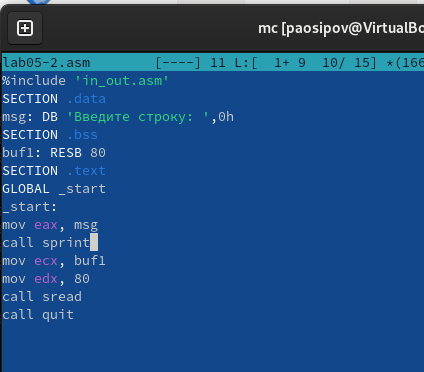 mc [paosipov@VirtualBo
lab05-2.asm [----] 11 L:[ 1+ 9 10/ 15] *(166
%include 'in_out.asm'
SECTION .data
msg: DB 'Введите строку: ',0h
SECTION .bss
buf1: RESB 80
SECTION .text
GLOBAL _start
_start:
mov eax, msg
call sprint
mov ecx, buf1
mov edx, 80
call sread
call quit